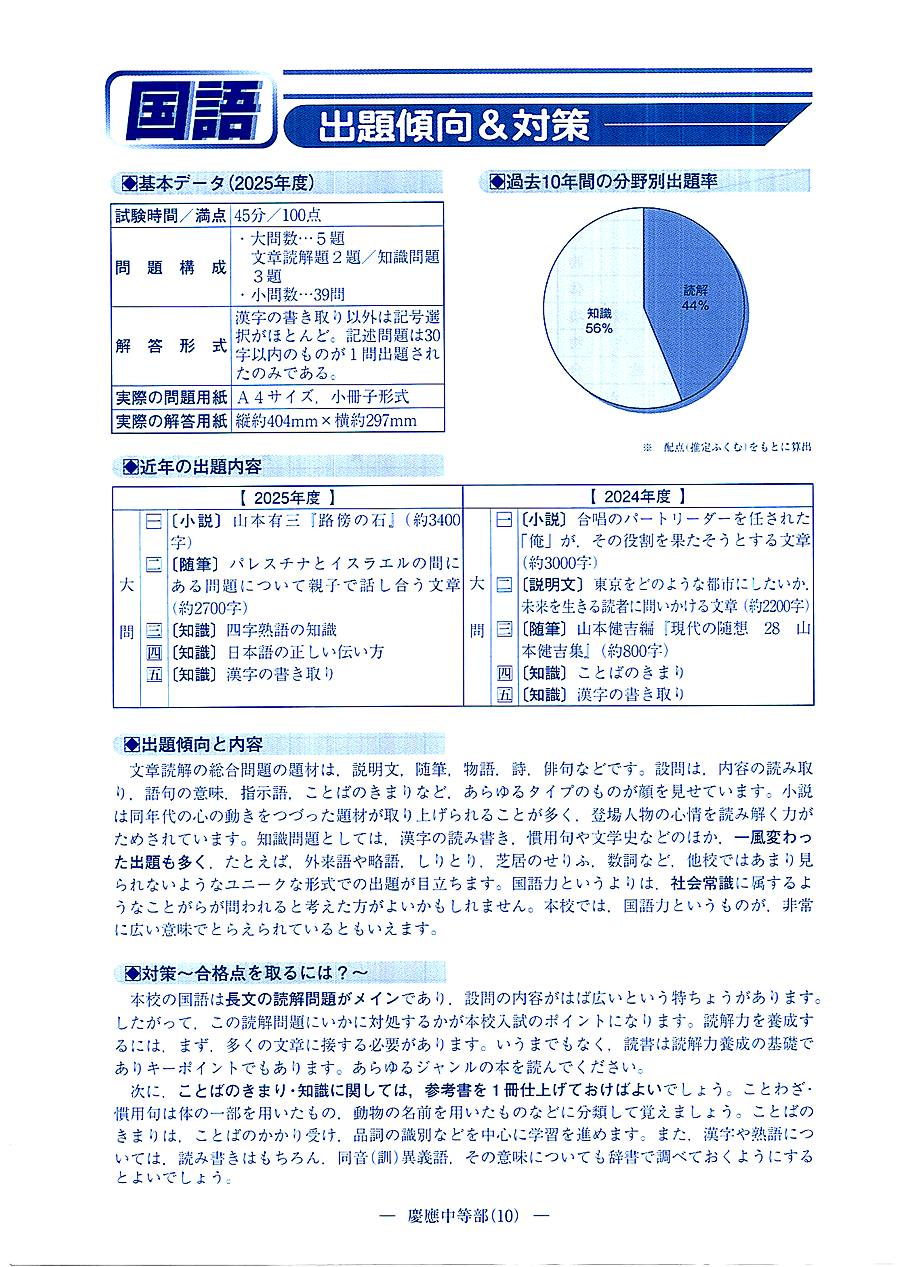 国語
出題傾向＆対策
◆基本データ(2025年度)
試験時間／満点 45分／100点
問題構成
・大問数…５題
文章読解題２題／知識問題
３題
・小問数…39問
解答形式
漢字の書き取り以外は記号選
択がほとんど。記述問題は30
字以内のものが１問出題され
たのみである。
実際の問題用紙 Ａ４サイズ，小冊子形式
実際の解答用紙 縦約404mm×横約297mm
◆過去10年間の分野別出題率
読解
44%
知識
56%
※　配点(推定ふくむ)をもとに算出
◆近年の出題内容
【 2025年度 】
大問
一 〔小説〕山本有三『路傍の石』(約3400
字)
二 〔随筆〕パレスチナとイスラエルの間に
ある問題について親子で話し合う文章
(約2700字)
三 〔知識〕四字熟語の知識
四 〔知識〕日本語の正しい伝い方
五 〔知識〕漢字の書き取り
【 2024年度 】
大問
一 〔小説〕合唱のパートリーダーを任された
「俺」が，その役割を果たそうとする文章
(約3000字)
二 〔説明文〕東京をどのような都市にしたいか，
未来を生きる読者に問いかける文章 (約2200字)
三 〔随筆〕山本健吉編『現代の随想　28　山
本健吉集』(約800字)
四 〔知識〕ことばのきまり
五 〔知識〕漢字の書き取り
◆出題傾向と内容
文章読解の総合問題の題材は，説明文，随筆，物語，詩，俳句などです。設問は，内容の読み取
り，語句の意味，指示語，ことばのきまりなど，あらゆるタイプのものが顔を見せています。小説
は同年代の心の動きをつづった題材が取り上げられることが多く，登場人物の心情を読み解く力が
ためされています。知識問題としては，漢字の読み書き，慣用句や文学史などのほか，一風変わっ
た出題も多く，たとえば，外来語や略語，しりとり，芝居のせりふ，数詞など，他校ではあまり見
られないようなユニークな形式での出題が目立ちます。国語力というよりは，社会常識に属するよ
うなことがらが問われると考えた方がよいかもしれません。本校では，国語力というものが，非常
に広い意味でとらえられているともいえます。
◆対策～合格点を取るには？～
本校の国語は長文の読解問題がメインであり，設問の内容がはば広いという特ちょうがあります。
したがって，この読解問題にいかに対処するかが本校入試のポイントになります。読解力を養成す
るには，まず，多くの文章に接する必要があります。いうまでもなく，読書は読解力養成の基礎で
ありキーポイントでもあります。あらゆるジャンルの本を読んでください。
次に，ことばのきまり・知識に関しては，参考書を１冊仕上げておけばよいでしょう。ことわざ・
慣用句は体の一部を用いたもの，動物の名前を用いたものなどに分類して覚えましょう。ことばの
きまりは，ことばのかかり受け，品詞の識別などを中心に学習を進めます。また，漢字や熟語につ
いては，読み書きはもちろん，同音(訓)異義語，その意味についても辞書で調べておくようにする
とよいでしょう。
― 慶應中等部(10) ―